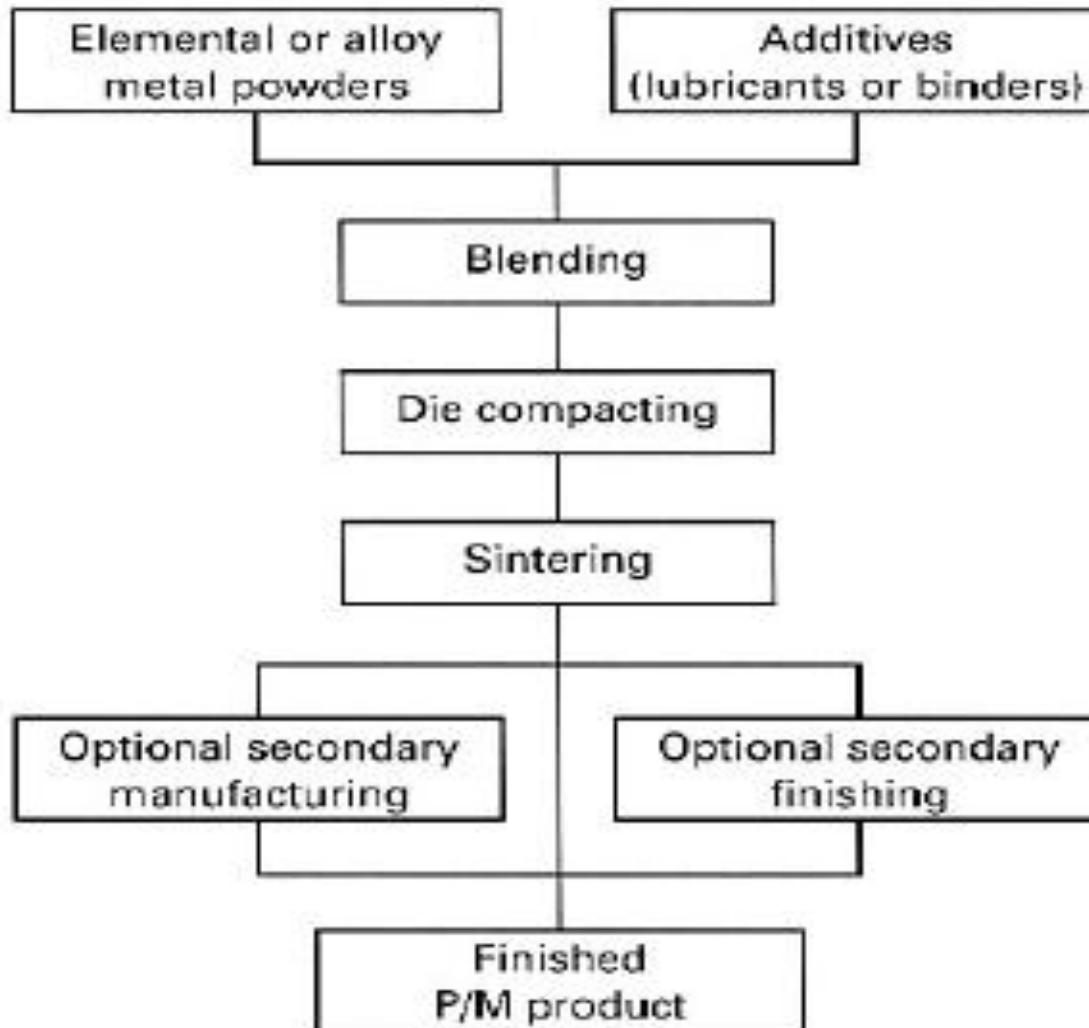 Elemental or alloy
metal powders
Additives
(lubricants or binders)
Blending
Die compacting
Sintering
Optional secondary
manufacturing
Optional secondary
finishing
Finished
P/M product